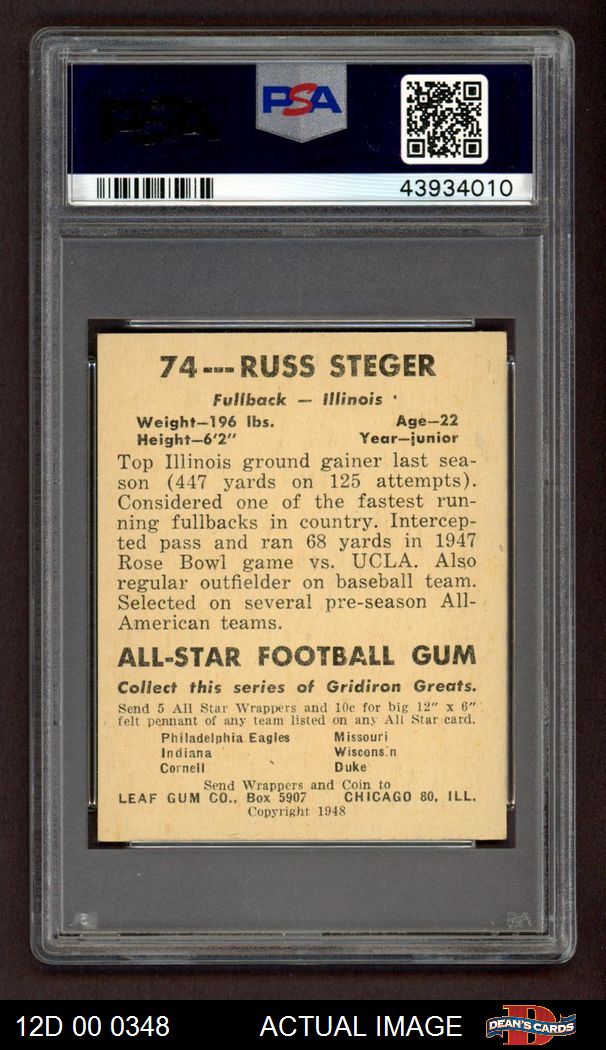 PSA
PSA
43934010
74---RUSS STEGER
Fullback — Illinois
Weight—196 lbs. Age—22
Height—6'2" Year—junior
Top Illinois ground gainer last sea-
son (447 yards on 125 attempts).
Considered one of the fastest run-
ning fullbacks in country. Intercep-
ted pass and ran 68 yards in 1947
Rose Bowl game vs. UCLA. Also
regular outfielder on baseball team.
Selected on several pre-season All-
American teams.
ALL-STAR FOOTBALL GUM
Collect this series of Gridiron Greats.
Send 5 All Star Wrappers and 10c for big 12" x 6"
felt pennant of any team listed on any All Star card.
Philadelphia Eagles Missouri
Indiana Wisconsin
Cornell Duke
Send Wrappers and Coin to
LEAF GUM CO., Box 5907 CHICAGO 80, ILL.
Copyright 1948
PSA
12D 00 0348 ACTUAL IMAGE D DEAN'S CARDS